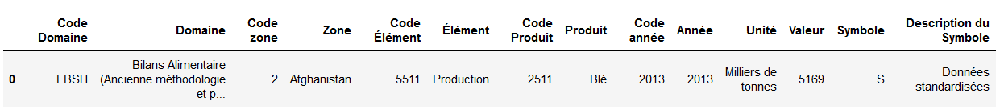 Code Domaine Domaine Code zone Zone Code Élément Élément Code Produit Produit Code année Année Unité Valeur Symbole Description du Symbole
0 FBSH Bilans Alimentaire (Ancienne méthodologie et p... 2 Afghanistan 5511 Production 2511 Blé 2013 2013 Milliers de tonnes 5169 S Données standardisées